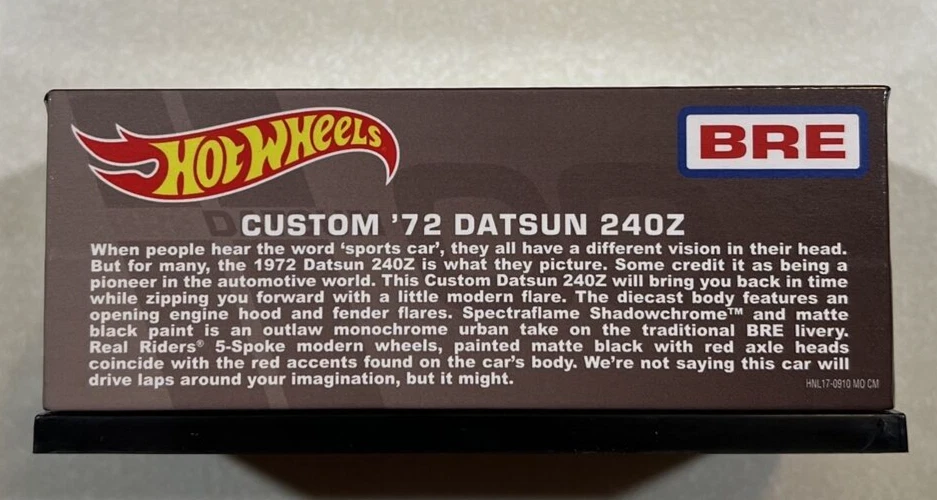 HOT WHEELS
BRE
CUSTOM ’72 DATSUN 240Z
When people hear the word ‘sports car’, they all have a different vision in their head.
But for many, the 1972 Datsun 240Z is what they picture. Some credit it as being a
pioneer in the automotive world. This Custom Datsun 240Z will bring you back in time
while zipping you forward with a little modern flare. The diecast body features an
opening engine hood and fender flares. Spectraflame Shadowchrome™ and matte
black paint is an outlaw monochrome urban take on the traditional BRE livery.
Real Riders® 5-Spoke modern wheels, painted matte black with red axle heads
coincide with the red accents found on the car’s body. We’re not saying this car will
drive laps around your imagination, but it might.
HNL17-0910 MO CM